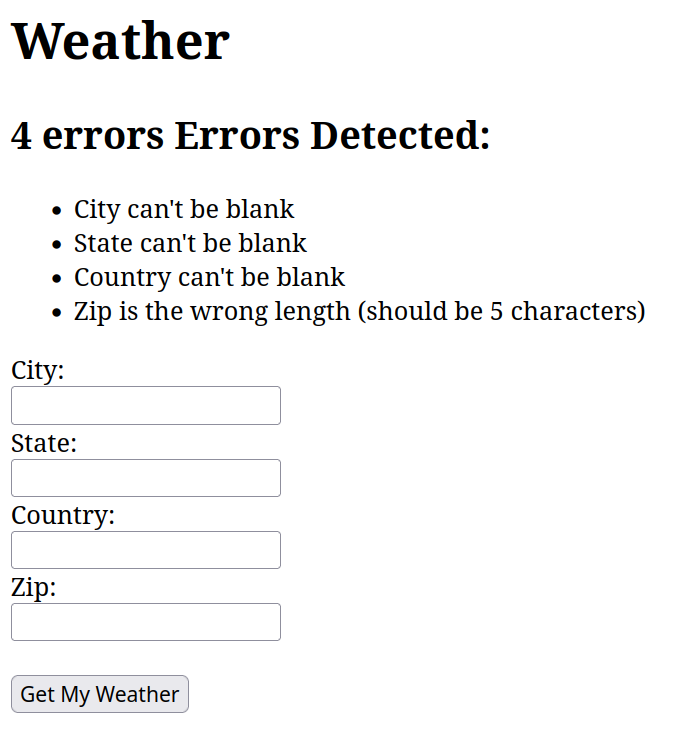 Weather
4 errors Errors Detected:
City can't be blank
State can't be blank
Country can't be blank
Zip is the wrong length (should be 5 characters)
City:
State:
Country:
Zip:
Get My Weather